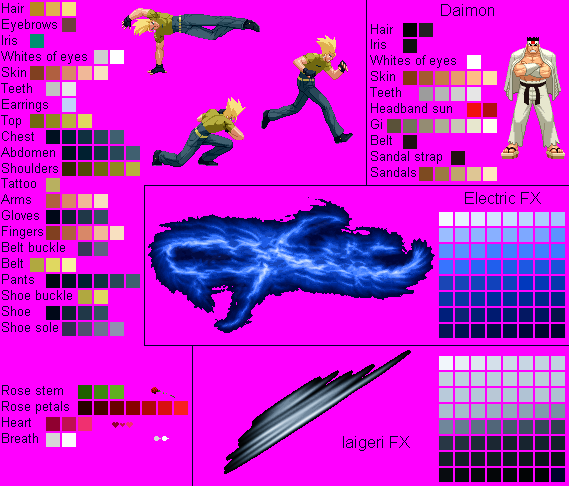 Hair
Eyebrows
Iris
Whites of eyes
Skin
Teeth
Earrings
Top
Chest
Abdomen
Shoulders
Tattoo
Arms
Gloves
Fingers
Belt buckle
Belt
Pants
Shoe buckle
Shoe
Shoe sole
Rose stem
Rose petals
Heart
Breath
Daimon
Hair
Iris
Whites of eyes
Skin
Teeth
Headband sun
Gi
Belt
Sandal strap
Sandals
Electric FX
Iaigeri FX